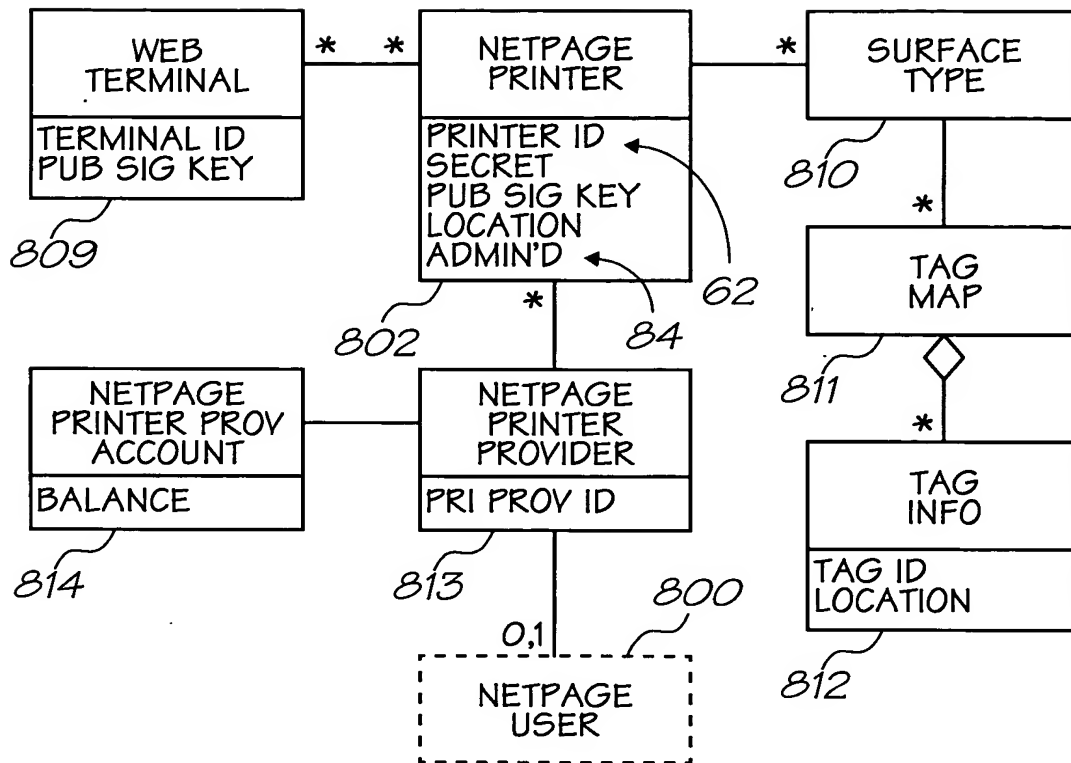 WEB
TERMINAL
TERMINAL ID
PUB SIG KEY
809
*
*
NETPAGE
PRINTER
PRINTER ID
SECRET
PUB SIG KEY
LOCATION
ADMIN'D
802
62
84
*
*
SURFACE
TYPE
810
*
TAG
MAP
811
*
TAG
INFO
TAG ID
LOCATION
812
NETPAGE
PRINTER PROV
ACCOUNT
BALANCE
814
NETPAGE
PRINTER
PROVIDER
PRI PROV ID
813
0,1
800
NETPAGE
USER